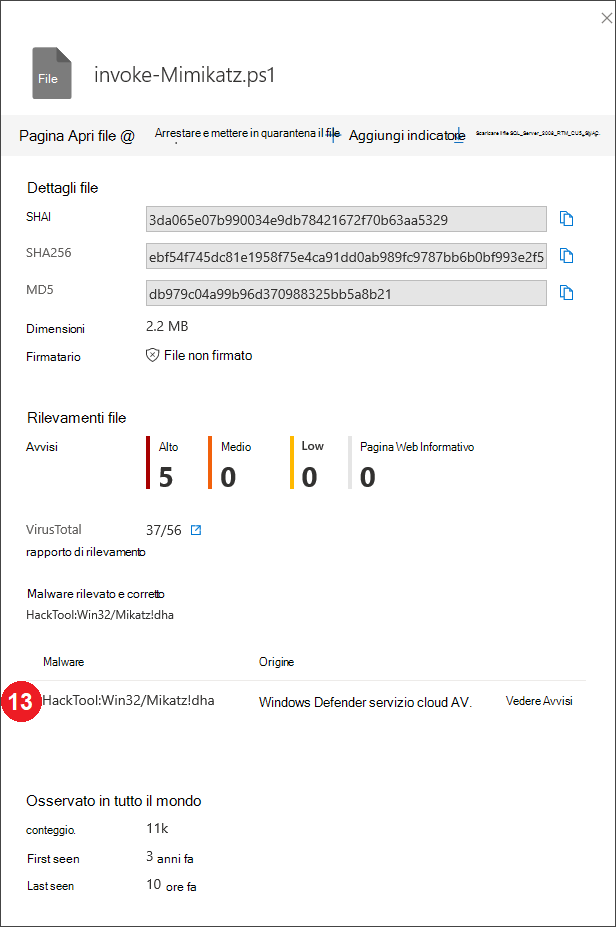 File
invoke-Mimikatz.ps1
Pagina Apri file @ Arrestare e mettere in quarantena il file Aggiungi indicatore Scaricare il file SQL_Server_2008_RTM_CU5_
Dettagli file
SHAI 3da065e07b990034e9db78421672f70b63aa5329
SHA256 ebf54f745dc81e1958f75e4ca91dd0ab989fc9787bb6b0bf993e2f5
MD5 db979c04a99b96d370988325bb5a8b21
Dimensioni 2.2 MB
Firmatario File non firmato
Rilevamenti file
Avvisi Alto Medio Low Pagina Web Informativo
5 0 0 0
VirusTotal 37/56
rapporto di rilevamento
Malware rilevato e corretto
HackTool:Win32/Mikatz!dha
Malware Origine
13 HackTool:Win32/Mikatz!dha Windows Defender servizio cloud AV. Vedere Avvisi
Osservato in tutto il mondo
conteggio. 11k
First seen 3 anni fa
Last seen 10 ore fa